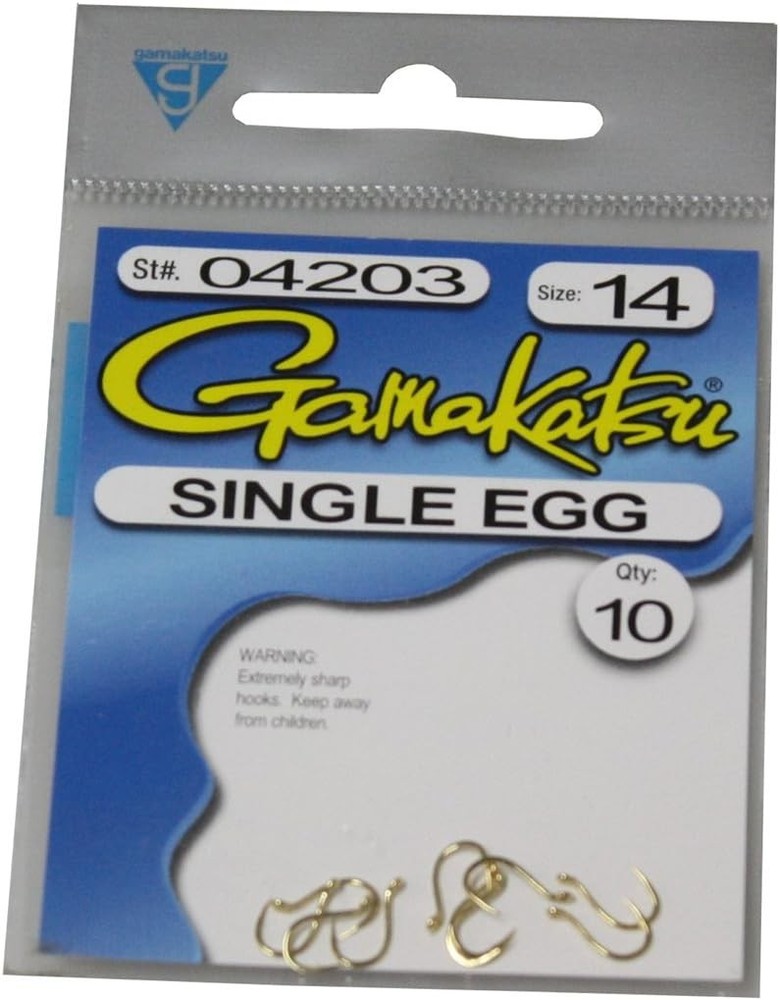 gamakatsu
St#. 04203
Size: 14
Gamakatsu®
SINGLE EGG
Qty:
10
WARNING:
Extremely sharp
hooks. Keep away
from children.